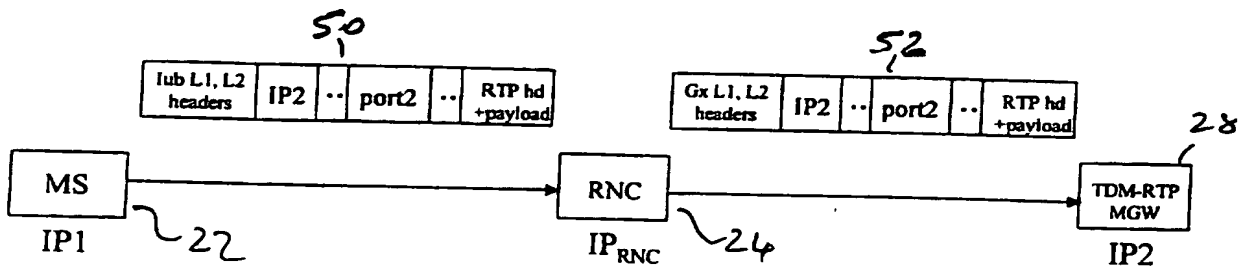 50
52
Iub L1, L2 headers IP2 .. port2 .. RTP hd +payload
Gx L1, L2 headers IP2 .. port2 .. RTP hd +payload
28
MS
RNC
TDM-RTP MGW
IP1
22
IPRNC
24
IP2